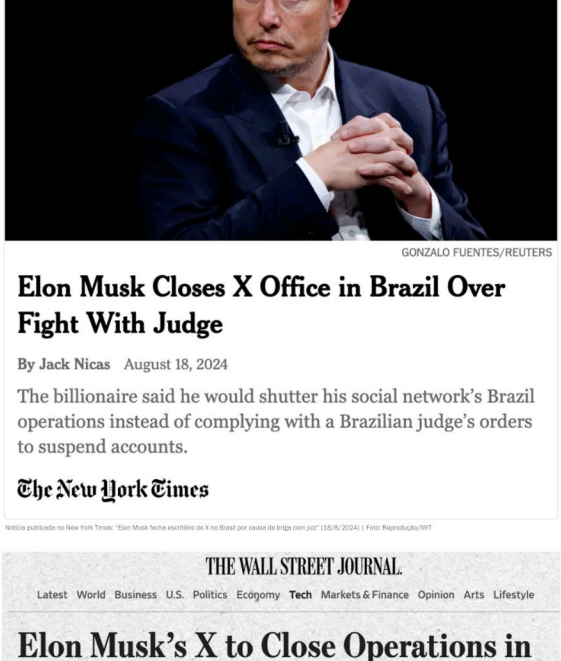 GONZALO FUENTES/REUTERS
Elon Musk Closes X Office in Brazil Over
Fight With Judge
By Jack Nicas August 18, 2024
The billionaire said he would shutter his social network's Brazil
operations instead of complying with a Brazilian judge's orders
to suspend accounts.
The New York Times
Notícia publicada no New York Times: "Elon Musk fecha escritório do X no Brasil por causa de briga com juiz" (18/8/2024) | Foto: Reprodução/NYT
THE WALL STREET JOURNAL.
Latest World Business U.S. Politics Economy Tech Markets & Finance Opinion Arts Lifestyle
Elon Musk's X to Close Operations in